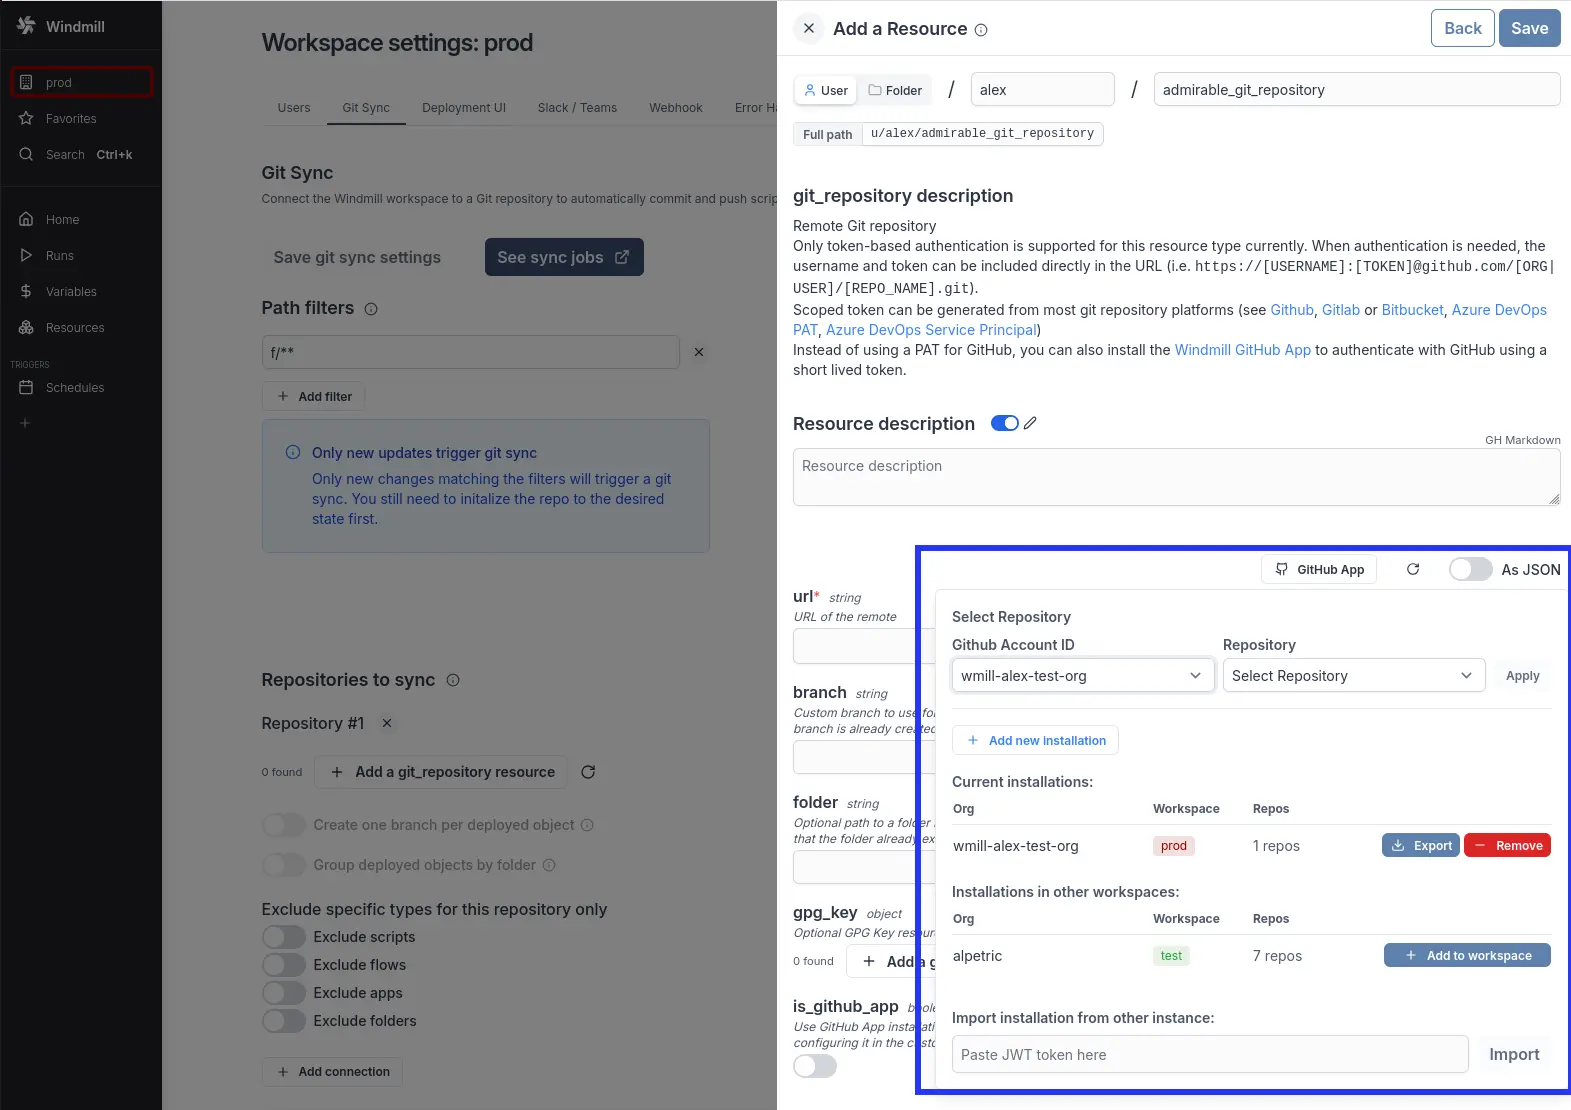 Windmill
prod
Favorites
Search Ctrl+k
Home
Runs
Variables
Resources
TRIGGERS
Schedules
Workspace settings: prod
Users Git Sync Deployment UI Slack / Teams Webhook Error Ha
Git Sync
Connect the Windmill workspace to a Git repository to automatically commit and push scrip
Save git sync settings See sync jobs
Path filters
f/**
Add filter
Only new updates trigger git sync
Only new changes matching the filters will trigger a git
sync. You still need to initalize the repo to the desired
state first.
Repositories to sync
Repository #1
0 found Add a git_repository resource
Create one branch per deployed object
Group deployed objects by folder
Exclude specific types for this repository only
Exclude scripts
Exclude flows
Exclude apps
Exclude folders
Add connection
Add a Resource
Back Save
User Folder / alex / admirable_git_repository
Full path u/alex/admirable_git_repository
git_repository description
Remote Git repository
Only token-based authentication is supported for this resource type currently. When authentication is needed, the
username and token can be included directly in the URL (i.e. https://[USERNAME]:[TOKEN]@github.com/[ORG|
USER]/[REPO_NAME].git).
Scoped token can be generated from most git repository platforms (see Github, Gitlab or Bitbucket, Azure DevOps
PAT, Azure DevOps Service Principal)
Instead of using a PAT for GitHub, you can also install the Windmill GitHub App to authenticate with GitHub using a
short lived token.
Resource description
GH Markdown
Resource description
url* string
URL of the remote
branch string
Custom branch to use fo
branch is already create
folder string
Optional path to a folder
that the folder already ex
gpg_key object
Optional GPG Key resour
0 found Add a g
is_github_app boole
Use GitHub App installati
configuring it in the custo
GitHub App As JSON
Select Repository
Github Account ID Repository
wmill-alex-test-org Select Repository Apply
Add new installation
Current installations:
Org Workspace Repos
wmill-alex-test-org prod 1 repos Export Remove
Installations in other workspaces:
Org Workspace Repos
alpetric test 7 repos Add to workspace
Import installation from other instance:
Paste JWT token here Import